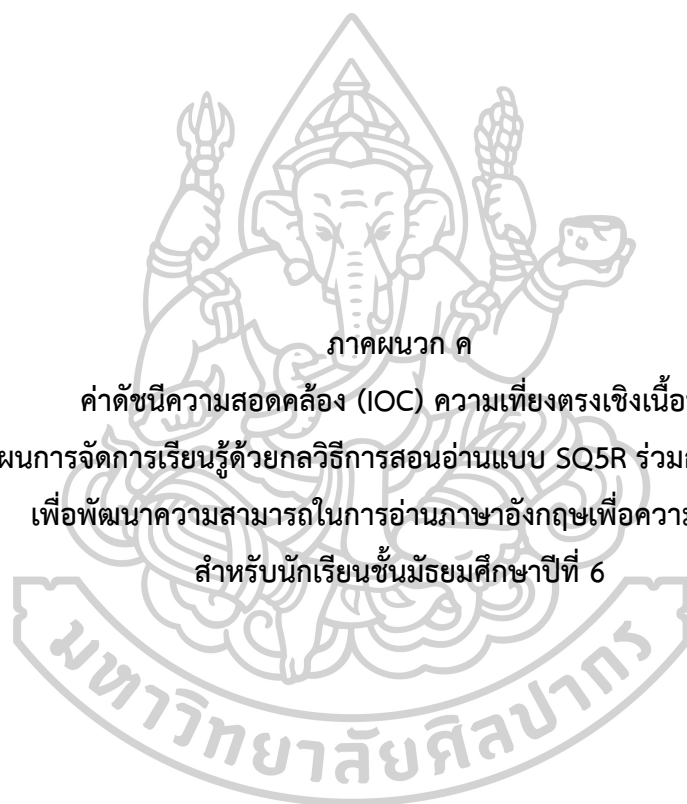 ภาคผนวก ค
ค่าดัชนีความสอดคล้อง (IOC) ความเที่ยงตรงเชิงเนื้อ
ผนการจัดการเรียนรู้ด้วยกลวิธีการสอนอ่านแบบ SQ5R ร่วม
เพื่อพัฒนาความสามารถในการอ่านภาษาอังกฤษเพื่อความ
สำหรับนักเรียนชั้นมัธยมศึกษาปีที่ 6
มหาวิทยาลัยศิลปากร